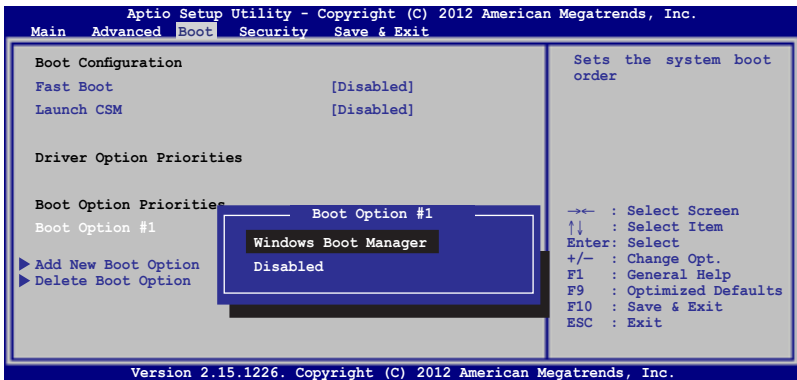 Aptio Setup Utility - Copyright (C) 2012 American Megatrends, Inc.
Main Advanced Boot Security Save & Exit
Boot Configuration
Fast Boot [Disabled]
Launch CSM [Disabled]
Driver Option Priorities
Boot Option Priorities
Boot Option #1
Add New Boot Option
Delete Boot Option
Boot Option #1
Windows Boot Manager
Disabled
Sets the system boot
order
→← : Select Screen
↑↓ : Select Item
Enter: Select
+/— : Change Opt.
F1 : General Help
F9 : Optimized Defaults
F10 : Save & Exit
ESC : Exit
Version 2.15.1226. Copyright (C) 2012 American Megatrends, Inc.